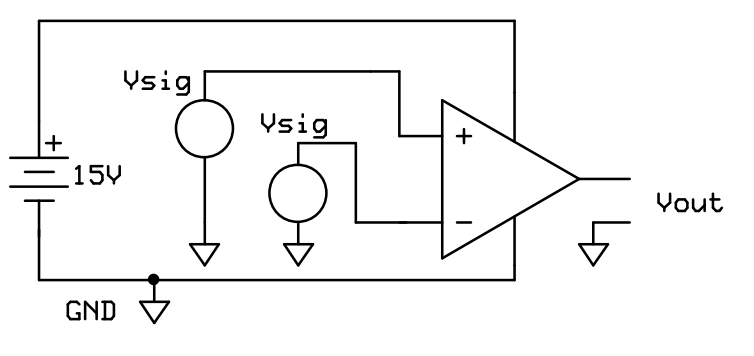 Vsig
Vsig
+
+
15V
−
Vout
GND